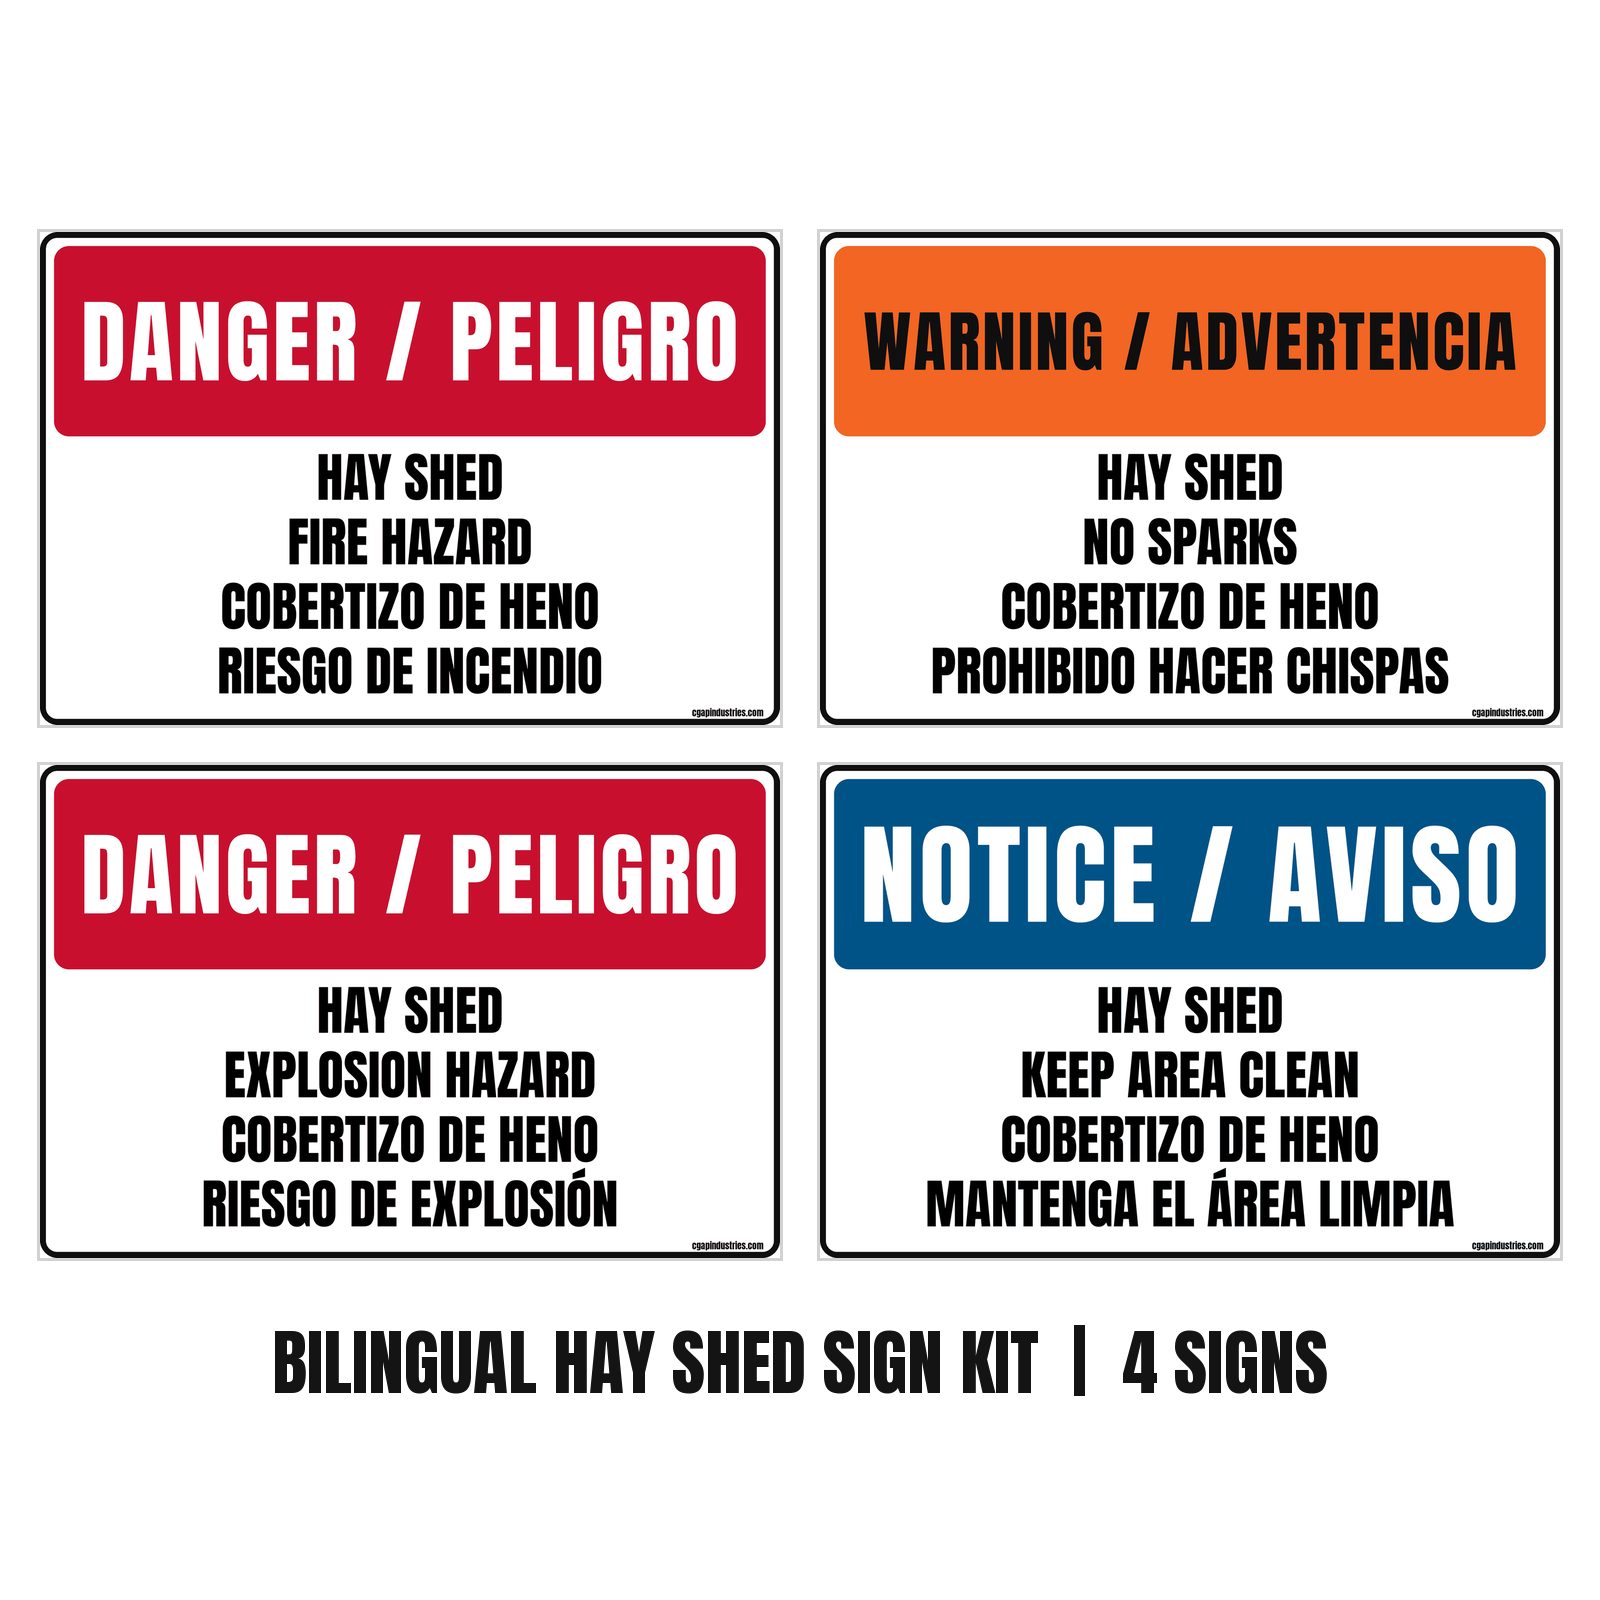 DANGER / PELIGRO
HAY SHED
FIRE HAZARD
COBERTIZO DE HENO
RIESGO DE INCENDIO
cgapindustries.com
WARNING / ADVERTENCIA
HAY SHED
NO SPARKS
COBERTIZO DE HENO
PROHIBIDO HACER CHISPAS
cgapindustries.com
DANGER / PELIGRO
HAY SHED
EXPLOSION HAZARD
COBERTIZO DE HENO
RIESGO DE EXPLOSIÓN
cgapindustries.com
NOTICE / AVISO
HAY SHED
KEEP AREA CLEAN
COBERTIZO DE HENO
MANTENGA EL ÁREA LIMPIA
cgapindustries.com
BILINGUAL HAY SHED SIGN KIT | 4 SIGNS